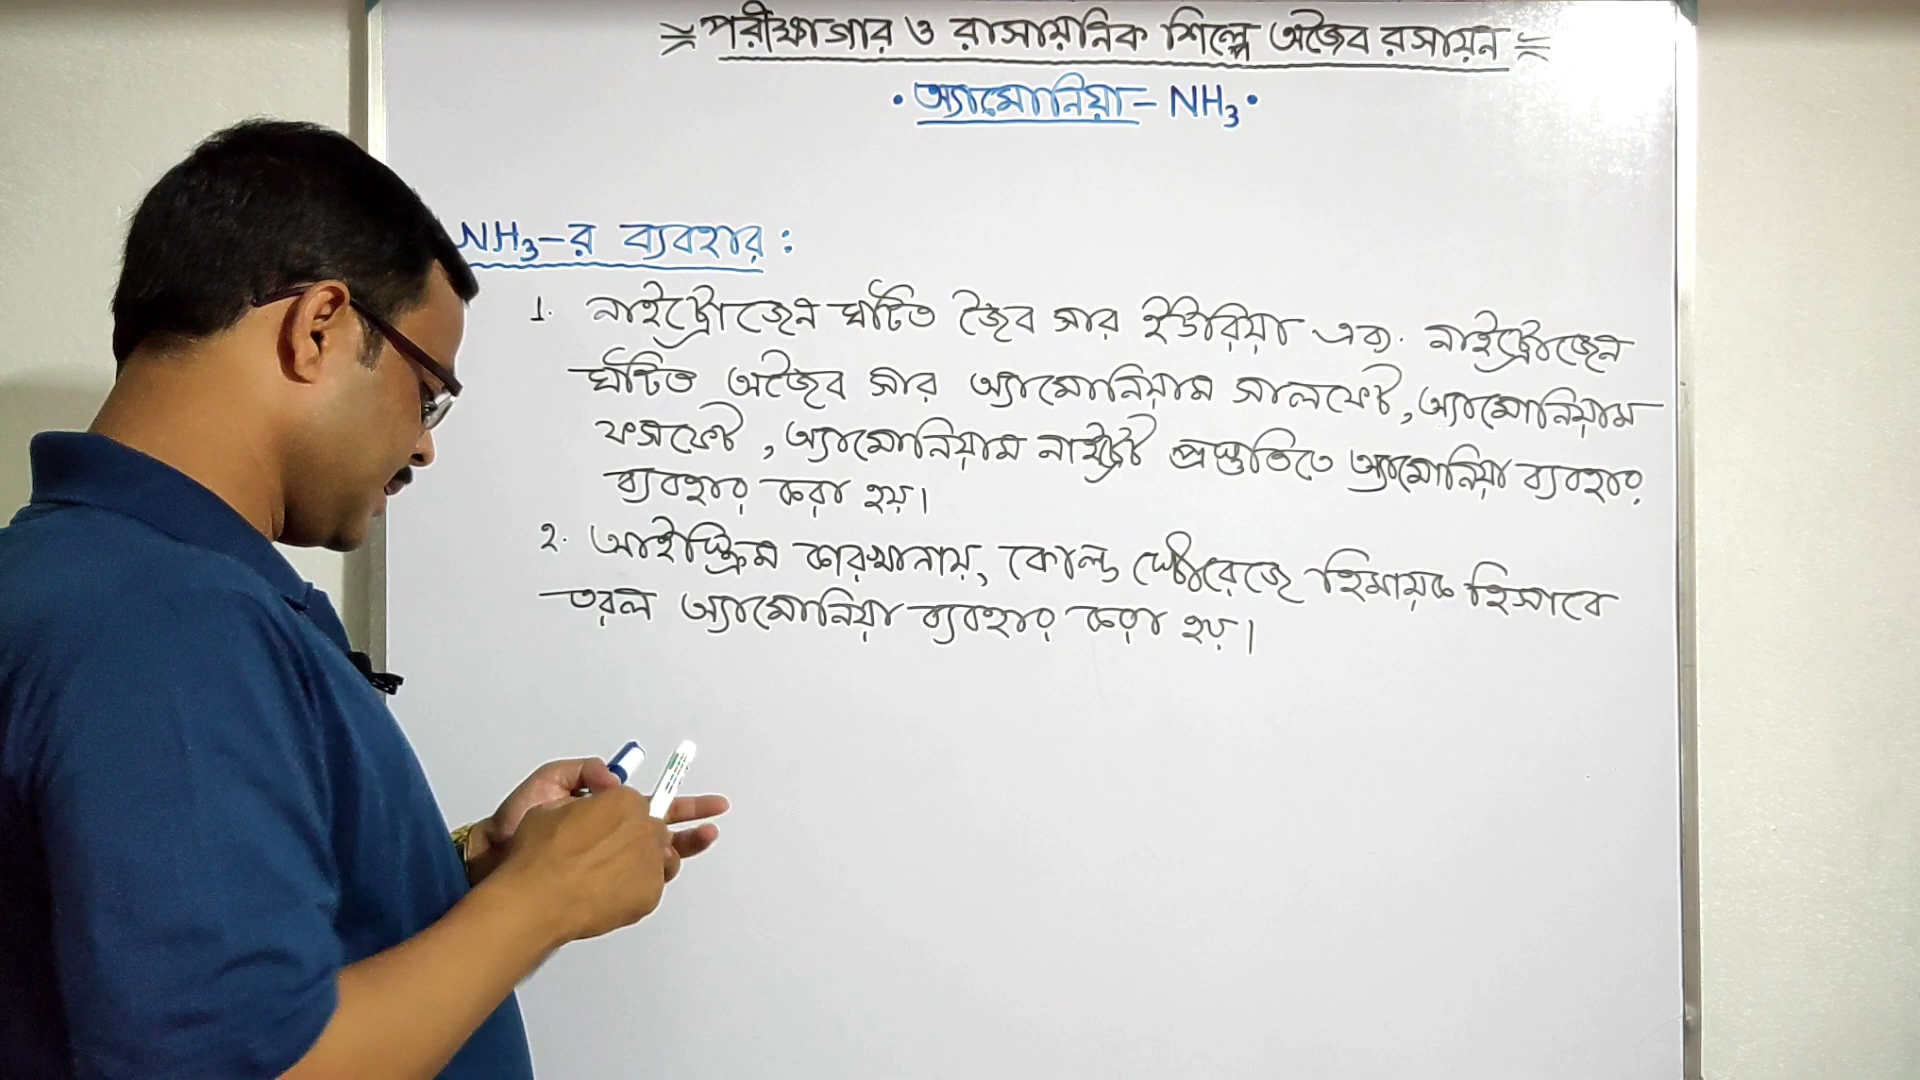 পরীক্ষাগার ও রাসায়নিক শিল্পে অজৈব রসায়ন
• অ্যামোনিয়া - NH₃ •
NH₃-র ব্যবহার :
1. নাইট্রোজেন ঘটিত জৈব সার ইউরিয়া এবং নাইট্রোজেন
ঘটিত অজৈব সার অ্যামোনিয়াম সালফেট, অ্যামোনিয়াম
ফসফেট, অ্যামোনিয়াম নাইট্রেট প্রস্তুতিতে অ্যামোনিয়া ব্যবহার
ব্যবহার করা হয়।
২. আইসক্রিম কারখানায়, কোল্ড স্টোরেজে হিমায়ক হিসাবে
তরল অ্যামোনিয়া ব্যবহার করা হয়।